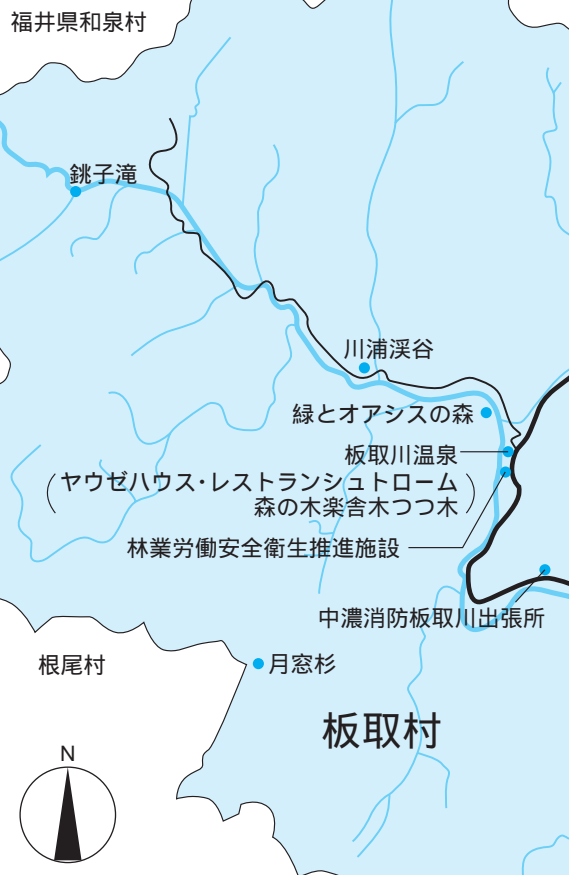 福井県和泉村
銚子滝
川浦渓谷
緑とオアシスの森
板取川温泉
(ヤウゼハウス・レストランシュトローム
森の木楽舎木つつ木)
林業労働安全衛生推進施設
中濃消防板取川出張所
根尾村
月窓杉
板取村
N